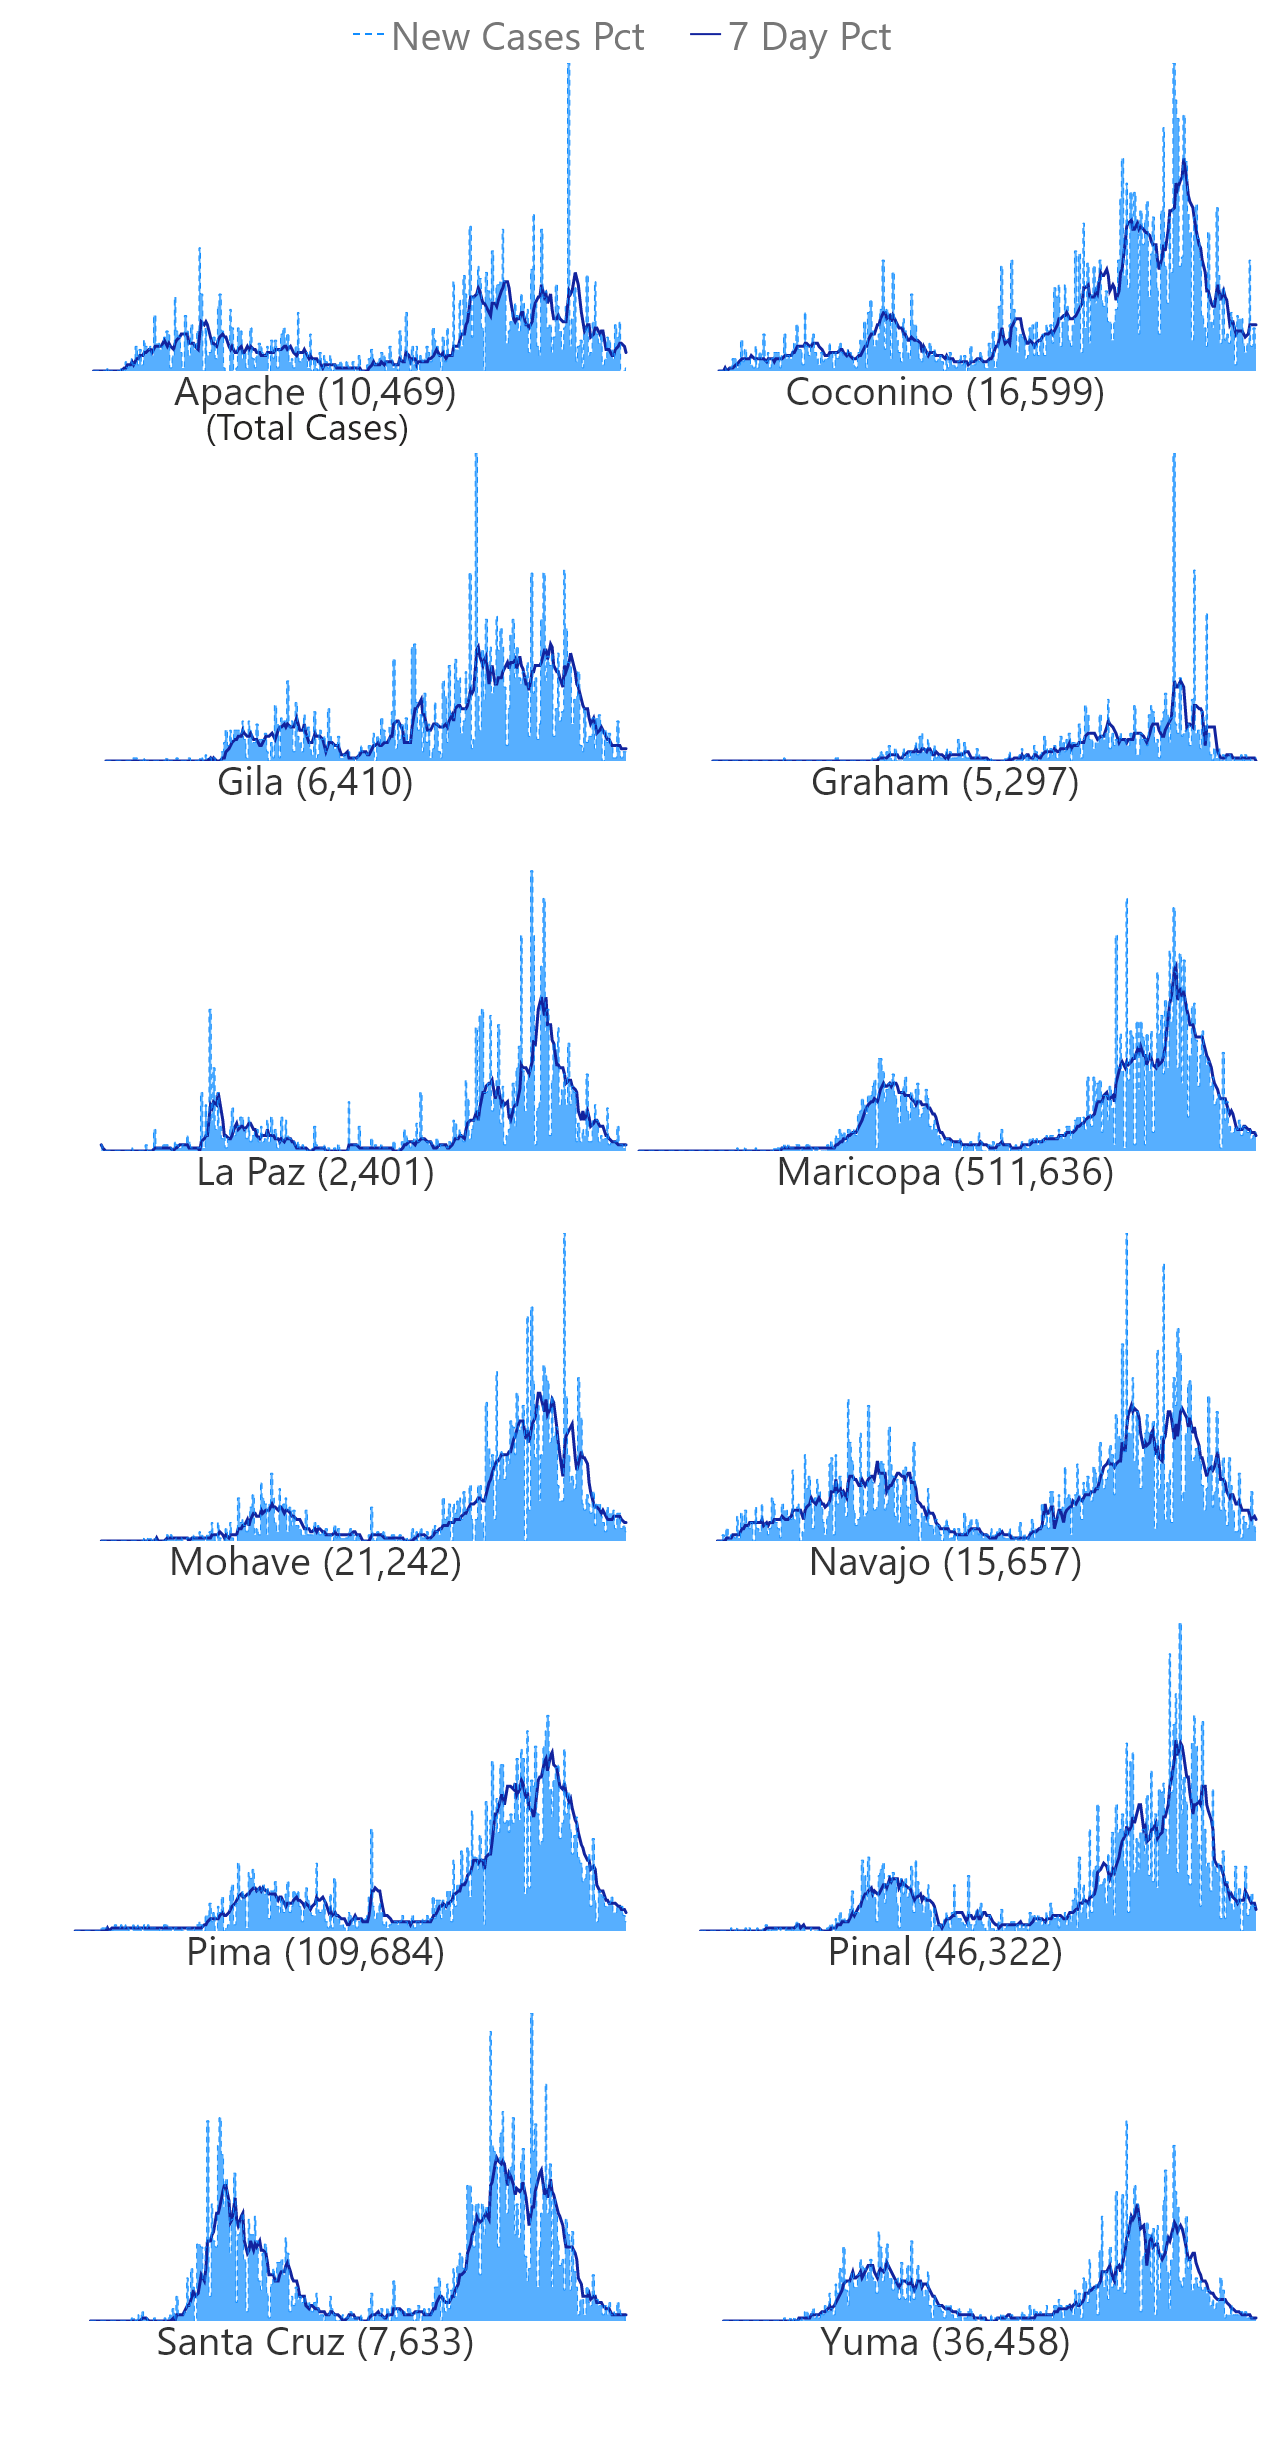 New Cases Pct 7 Day Pct
Apache (10,469) Coconino (16,599)
(Total Cases)
Gila (6,410) Graham (5,297)
La Paz (2,401) Maricopa (511,636)
Mohave (21,242) Navajo (15,657)
Pima (109,684) Pinal (46,322)
Santa Cruz (7,633) Yuma (36,458)